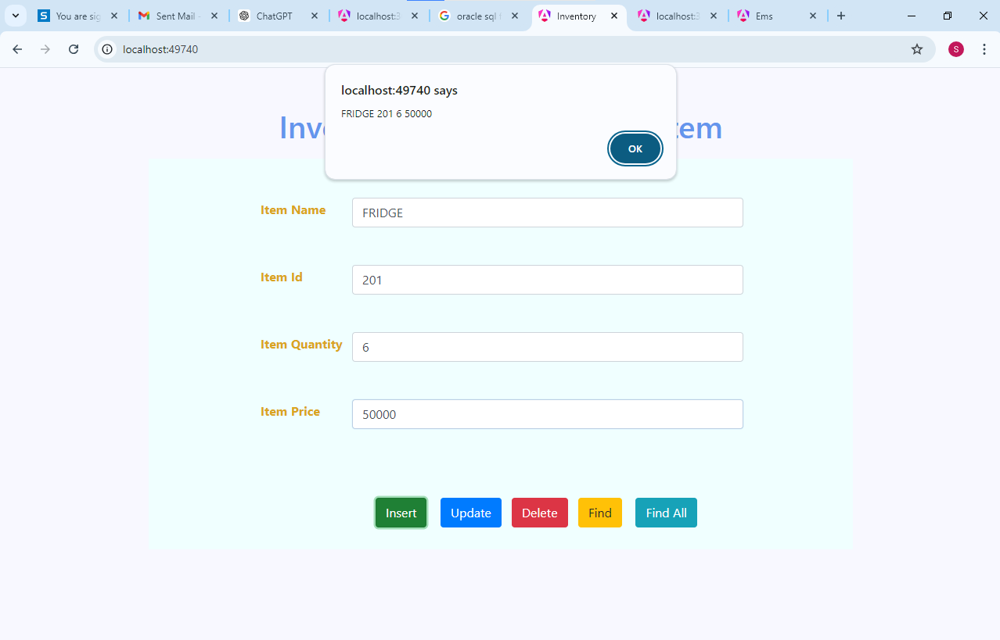 You are sig
Sent Mail
ChatGPT
localhost:3
oracle sql f
Inventory
localhost:3
Ems
localhost:49740
S
localhost:49740 says
FRIDGE 201 6 50000
OK
Inv tem
Item Name FRIDGE
Item Id 201
Item Quantity 6
Item Price 50000
Insert Update Delete Find Find All